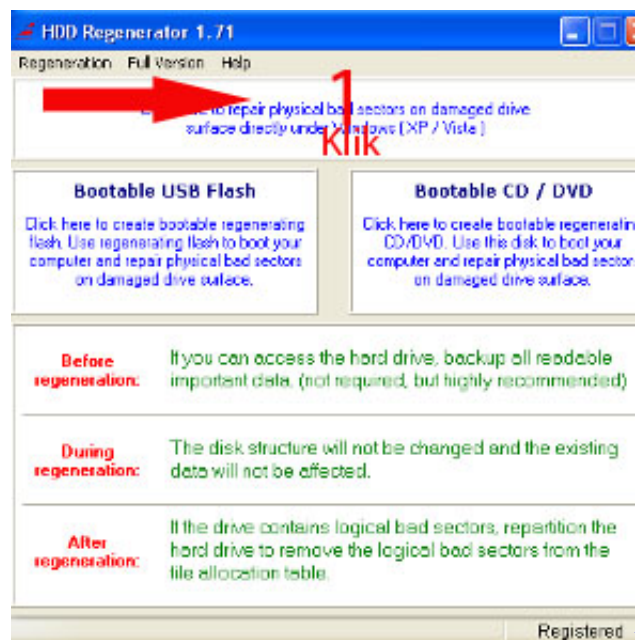 HDD Regenerator 1.71
Regeneration Full Version Help
1
to repair physical bad sectors on damaged drive
surface directly under Windows ( XP / Vista )
Klik
Bootable USB Flash
Click here to create bootable regenerating
flash. Use regenerating flash to boot your
computer and repair physical bad sectors
on damaged drive surface.
Bootable CD / DVD
Click here to create bootable regeneratin
CD/DVD. Use this disk to boot your
computer and repair physical bad sector
on damaged drive surface.
Before
regeneration:
If you can access the hard drive, backup all readable
important data. (not required, but highly recommended)
During
regeneration:
The disk structure will not be changed and the existing
data will not be affected.
After
regeneration:
If the drive contains logical bad sectors, repartition the
hard drive to remove the logical bad sectors from the
file allocation table.
Registered